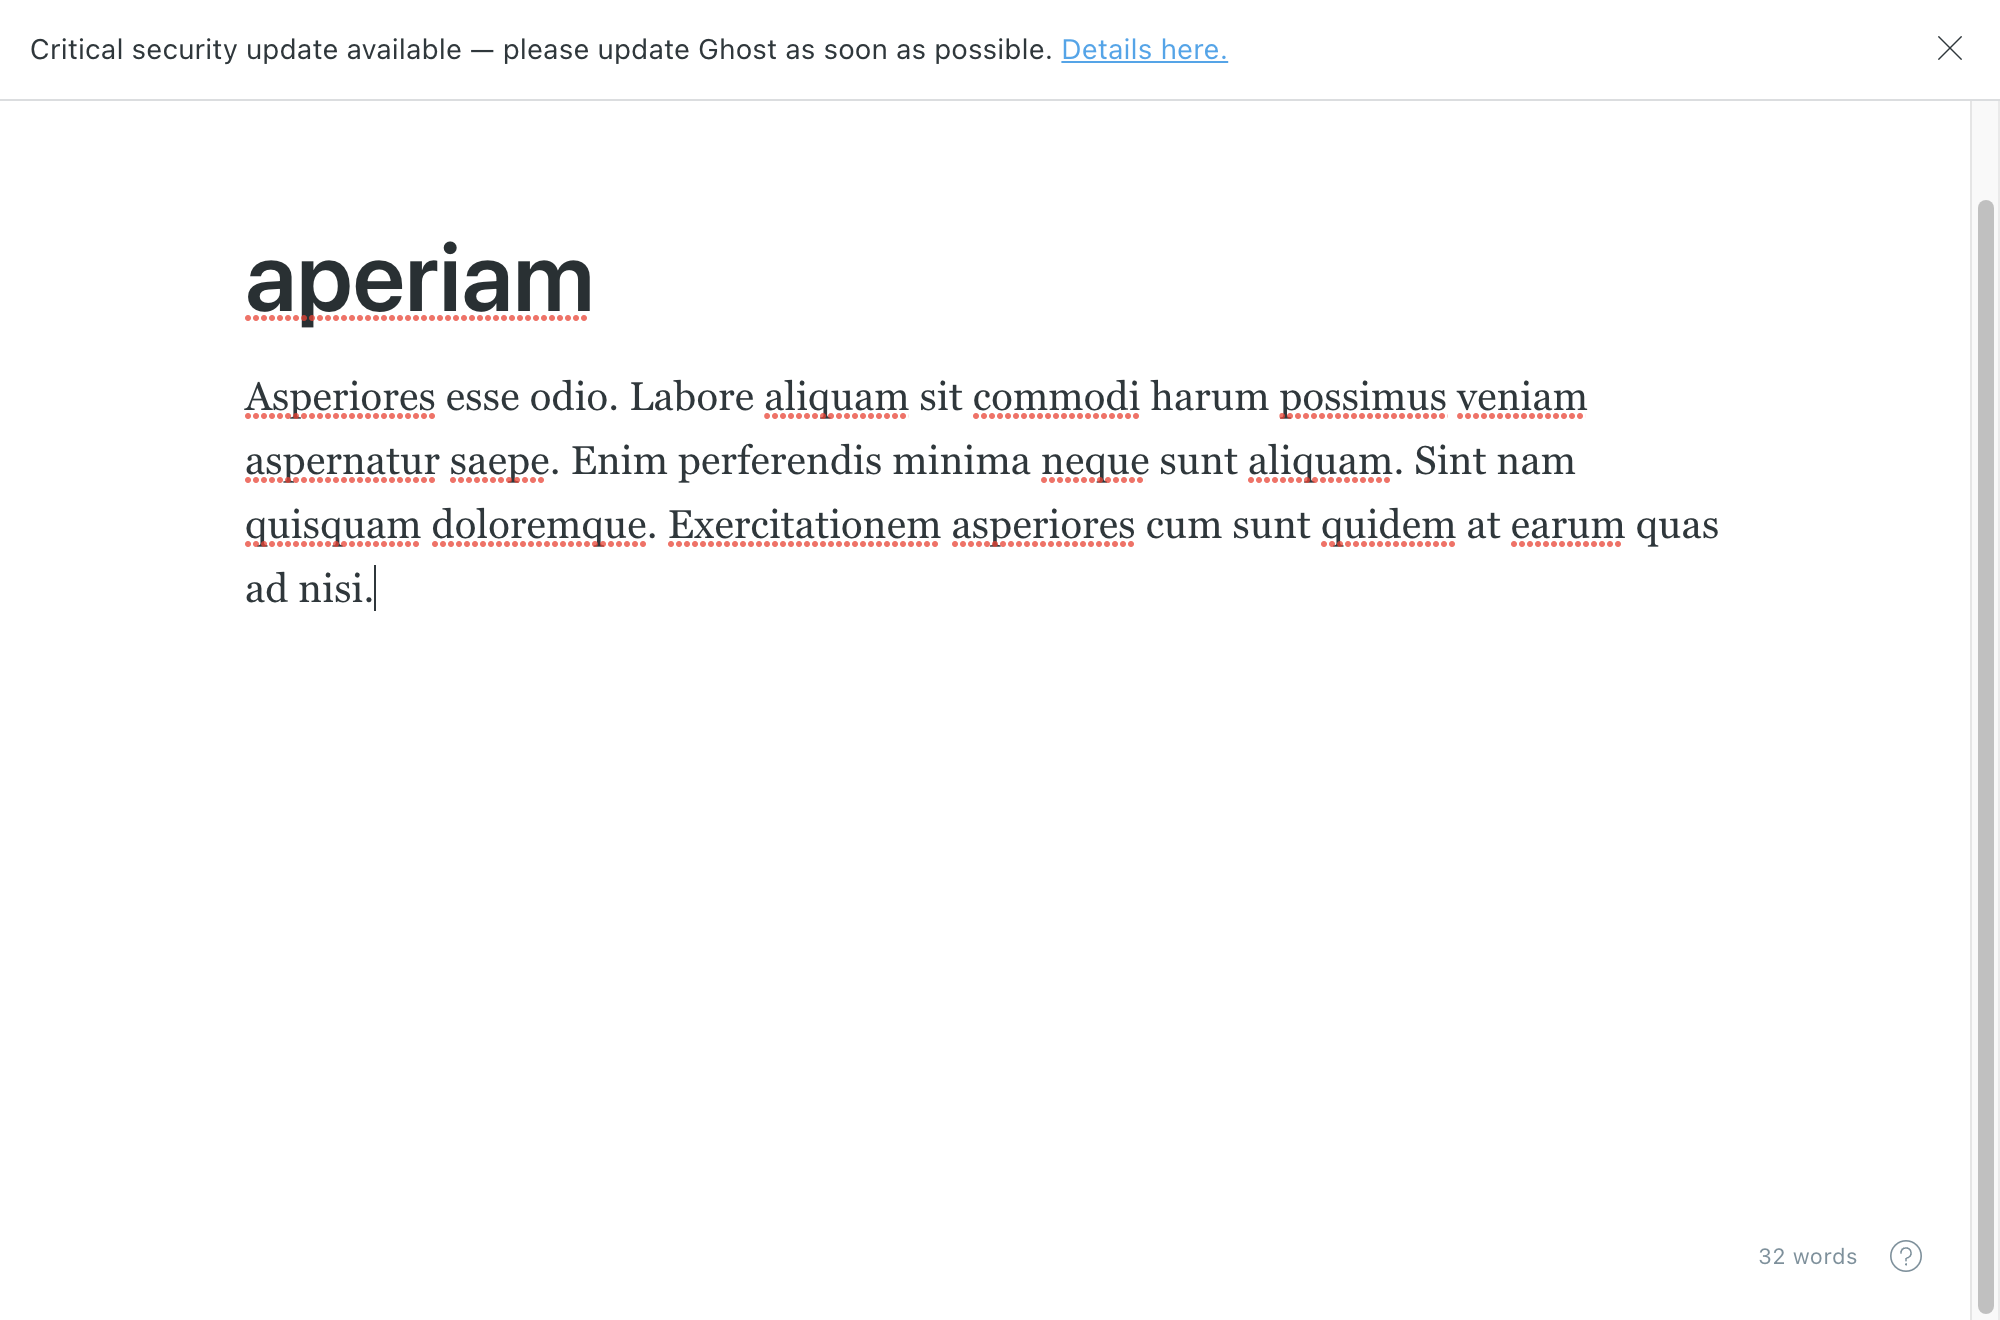 Critical security update available — please update Ghost as soon as possible. Details here.
aperiam
Asperiores esse odio. Labore aliquam sit commodi harum possimus veniam
aspernatur saepe. Enim perferendis minima neque sunt aliquam. Sint nam
quisquam doloremque. Exercitationem asperiores cum sunt quidem at earum quas
ad nisi.
32 words
?